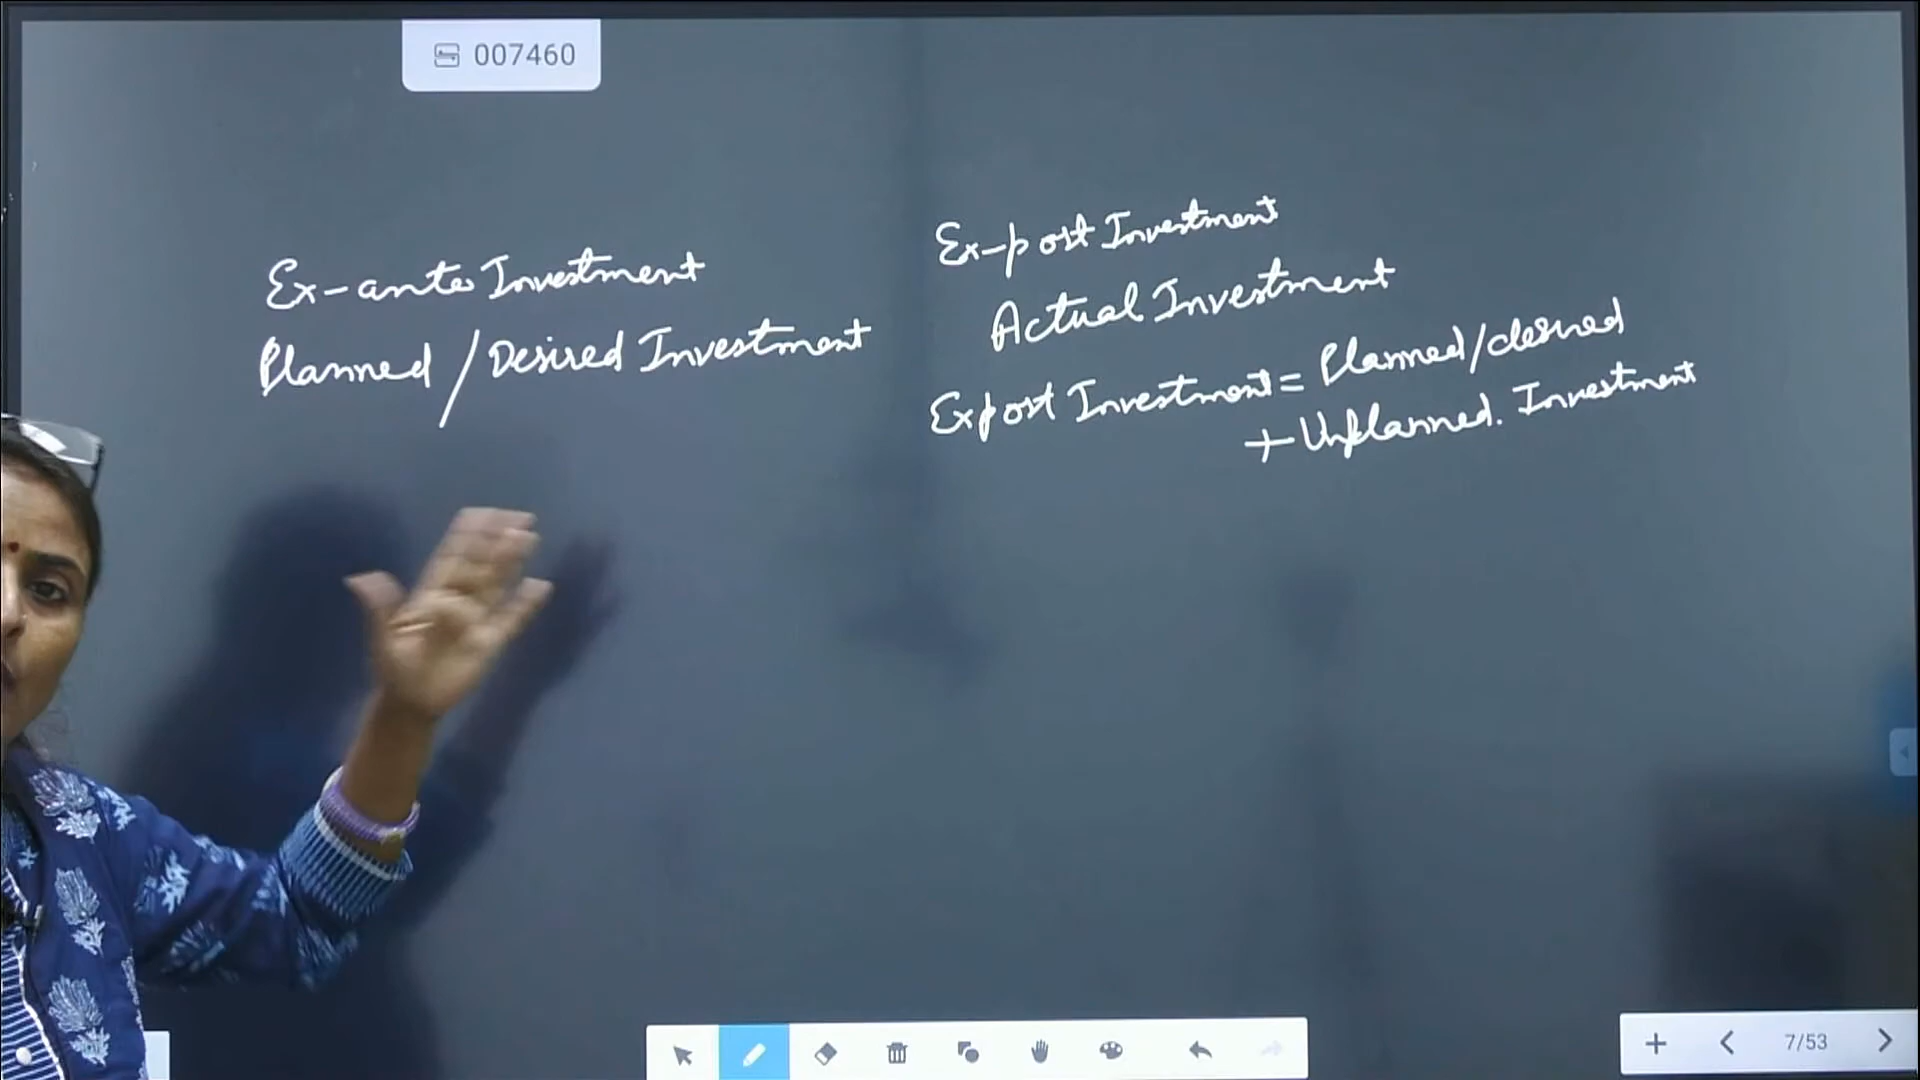 007460
Ex-ante Investment
Planned / Desired Investment
Ex-post Investment
Actual Investment
Expost Investment = Planned/desired
+ Unplanned. Investment
7/53